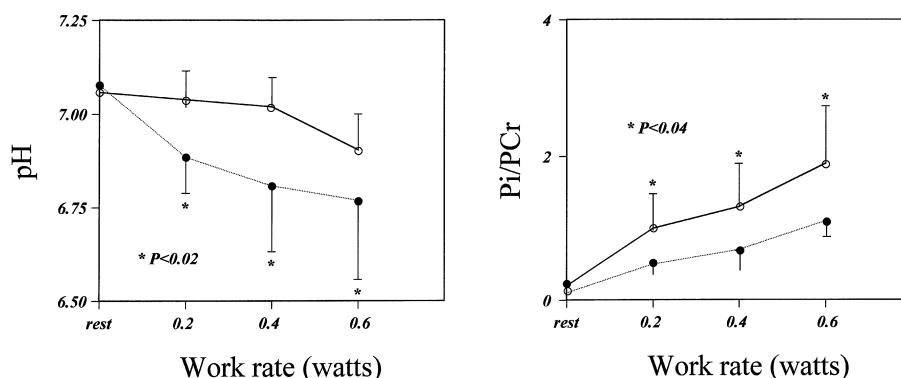 7.25
7.00
6.75
6.50
pH
*
*
*
* P<0.02
rest
0.2
0.4
0.6
Work rate (watts)
4
2
0
Pi/PCr
*
*
*
* P<0.04
rest
0.2
0.4
0.6
Work rate (watts)